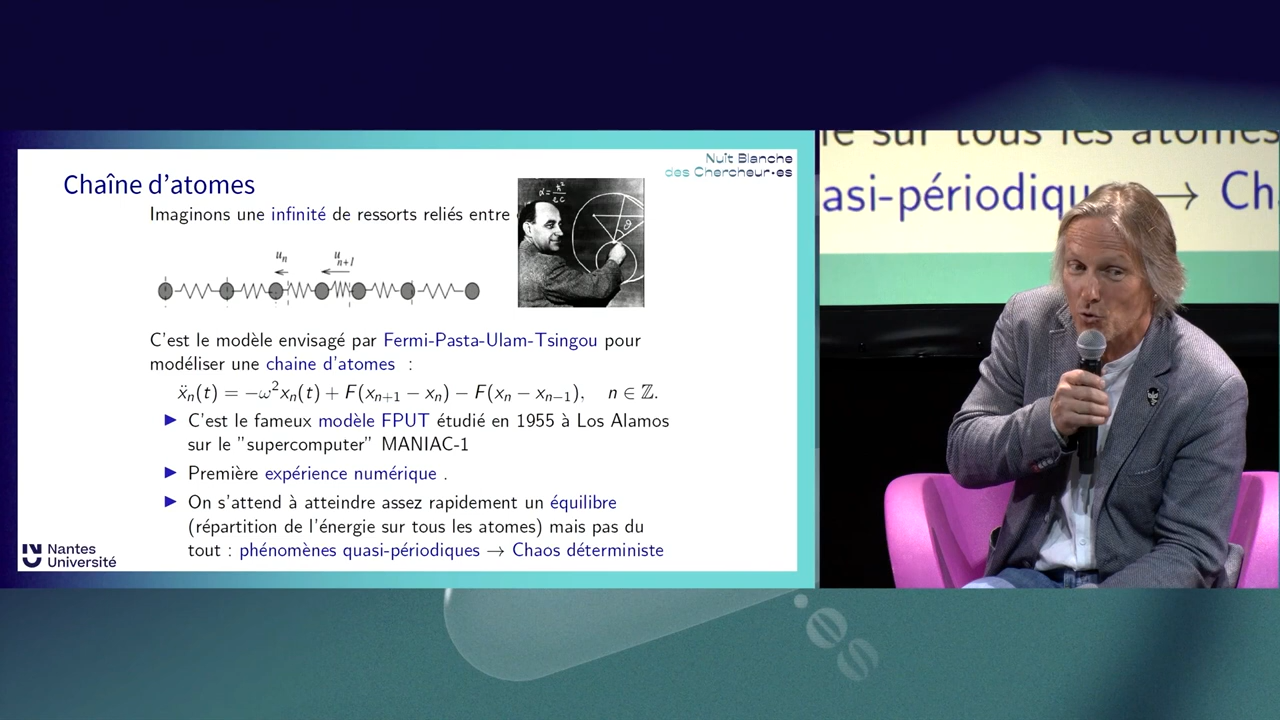 Nuit Blanche
des Chercheur•es
Chaîne d'atomes
Imaginons une infinité de ressorts reliés entre
u_n
u_{n+1}
C'est le modèle envisagé par Fermi-Pasta-Ulam-Tsingou pour
modéliser une chaine d'atomes :
ẍ_n(t) = −ω²x_n(t) + F(x_{n+1} − x_n) − F(x_n − x_{n−1}), n ∈ ℤ.
▶ C'est le fameux modèle FPUT étudié en 1955 à Los Alamos
sur le "supercomputer" MANIAC-1
▶ Première expérience numérique .
▶ On s'attend à atteindre assez rapidement un équilibre
(répartition de l'énergie sur tous les atomes) mais pas du
tout : phénomènes quasi-périodiques → Chaos déterministe
Nantes
Université
sur tous les atomes
asi-périodiqu → Ch
•es